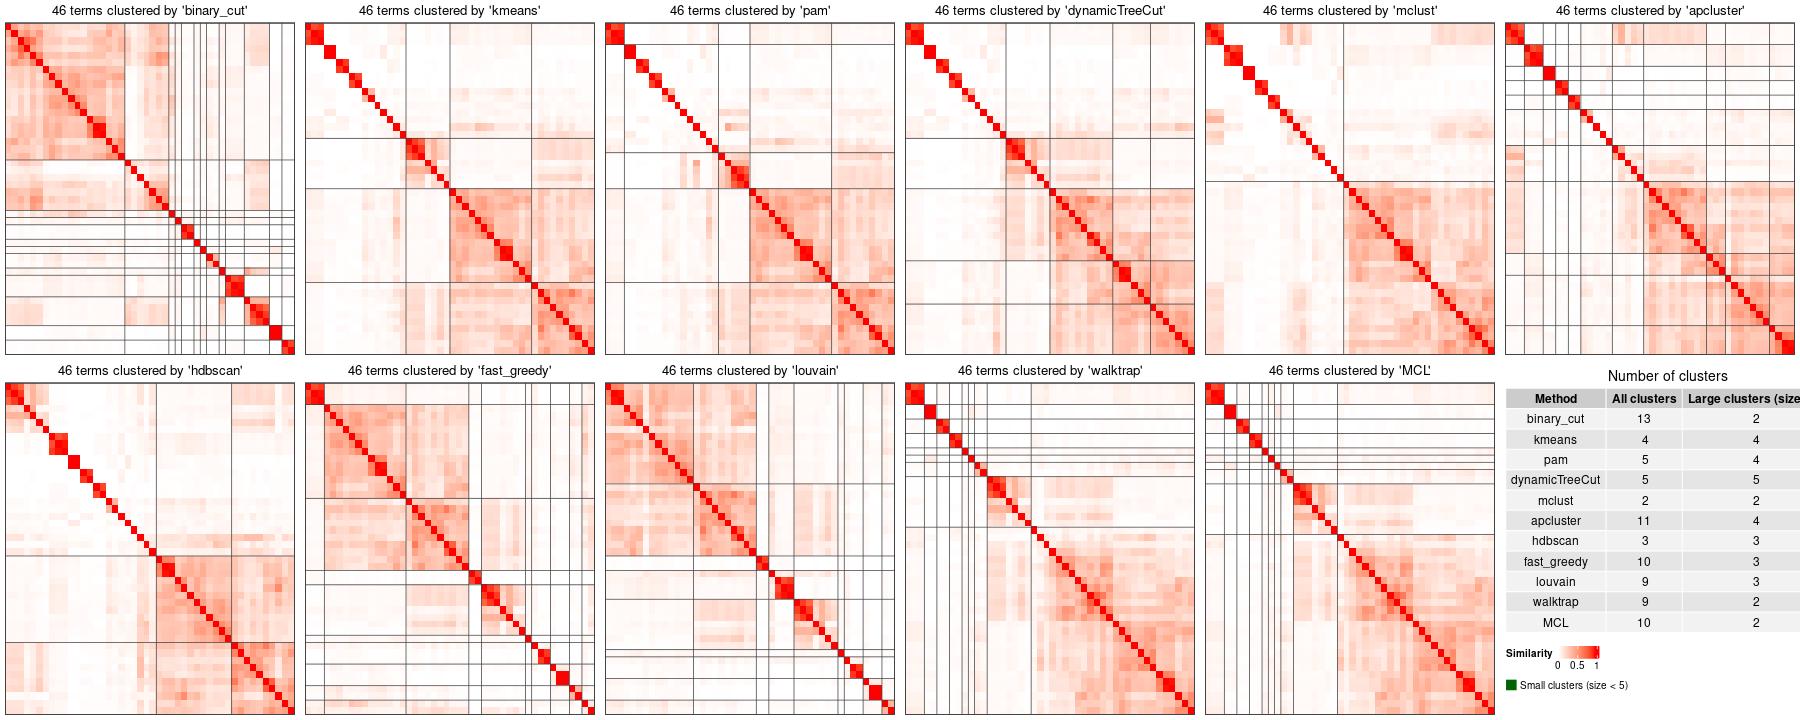 46 terms clustered by 'binary_cut'
46 terms clustered by 'kmeans'
46 terms clustered by 'pam'
46 terms clustered by 'dynamicTreeCut'
46 terms clustered by 'mclust'
46 terms clustered by 'apcluster'
46 terms clustered by 'hdbscan'
46 terms clustered by 'fast_greedy'
46 terms clustered by 'louvain'
46 terms clustered by 'walktrap'
46 terms clustered by 'MCL'
Number of clusters
Method All clusters Large clusters (size
binary_cut 13 2
kmeans 4 4
pam 5 4
dynamicTreeCut 5 5
mclust 2 2
apcluster 11 4
hdbscan 3 3
fast_greedy 10 3
louvain 9 3
walktrap 9 2
MCL 10 2
Similarity
0 0.5 1
Small clusters (size < 5)